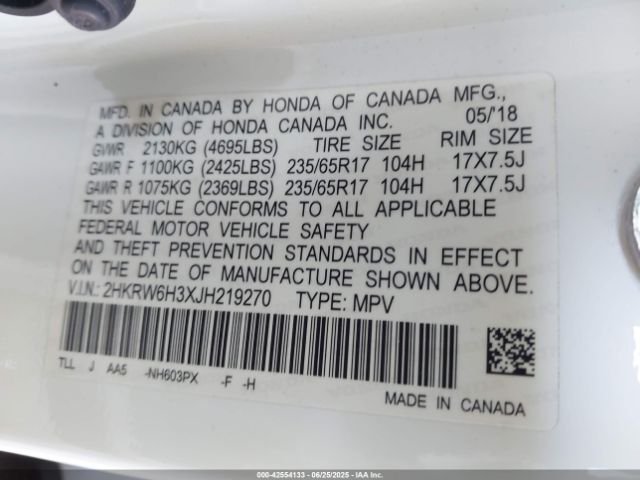 MFD. IN CANADA BY HONDA OF CANADA MFG.,
A DIVISION OF HONDA CANADA INC. 05/'18
GVWR 2130KG (4695LBS) TIRE SIZE RIM SIZE
GAWR F 1100KG (2425LBS) 235/65R17 104H 17X7.5J
GAWR R 1075KG (2369LBS) 235/65R17 104H 17X7.5J
THIS VEHICLE CONFORMS TO ALL APPLICABLE
FEDERAL MOTOR VEHICLE SAFETY
AND THEFT PREVENTION STANDARDS IN EFFECT
ON THE DATE OF MANUFACTURE SHOWN ABOVE.
V.I.N.: 2HKRW6H3XJH219270 TYPE: MPV
TLL J AA5 -NH603PX -F -H
MADE IN CANADA
000-42554133 - 06/25/2025 - IAA Inc.